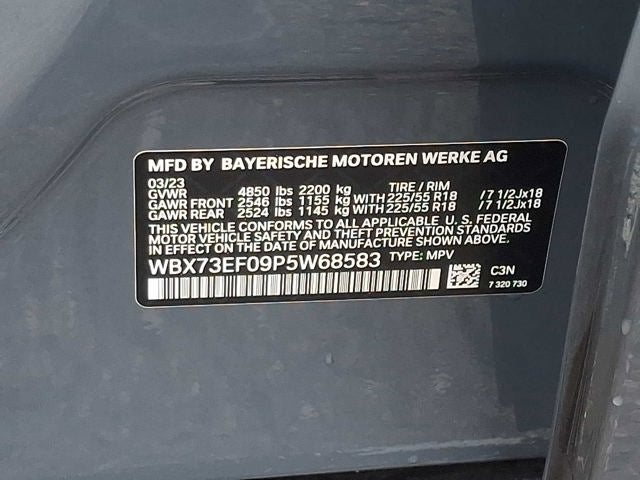 MFD BY BAYERISCHE MOTOREN WERKE AG
03/23
GVWR 4850 lbs 2200 kg TIRE / RIM
GAWR FRONT 2546 lbs 1155 kg WITH 225/55 R18 /7 1/2Jx18
GAWR REAR 2524 lbs 1145 kg WITH 225/55 R18 /7 1/2Jx18
THIS VEHICLE CONFORMS TO ALL APPLICABLE U. S. FEDERAL
MOTOR VEHICLE SAFETY, BUMPER, AND THEFT PREVENTION
STANDARDS IN EFFECT ON THE DATE OF MANUFACTURE SHOWN ABOVE.
WBX73EF09P5W68583 TYPE: MPV
C3N
7 320 730